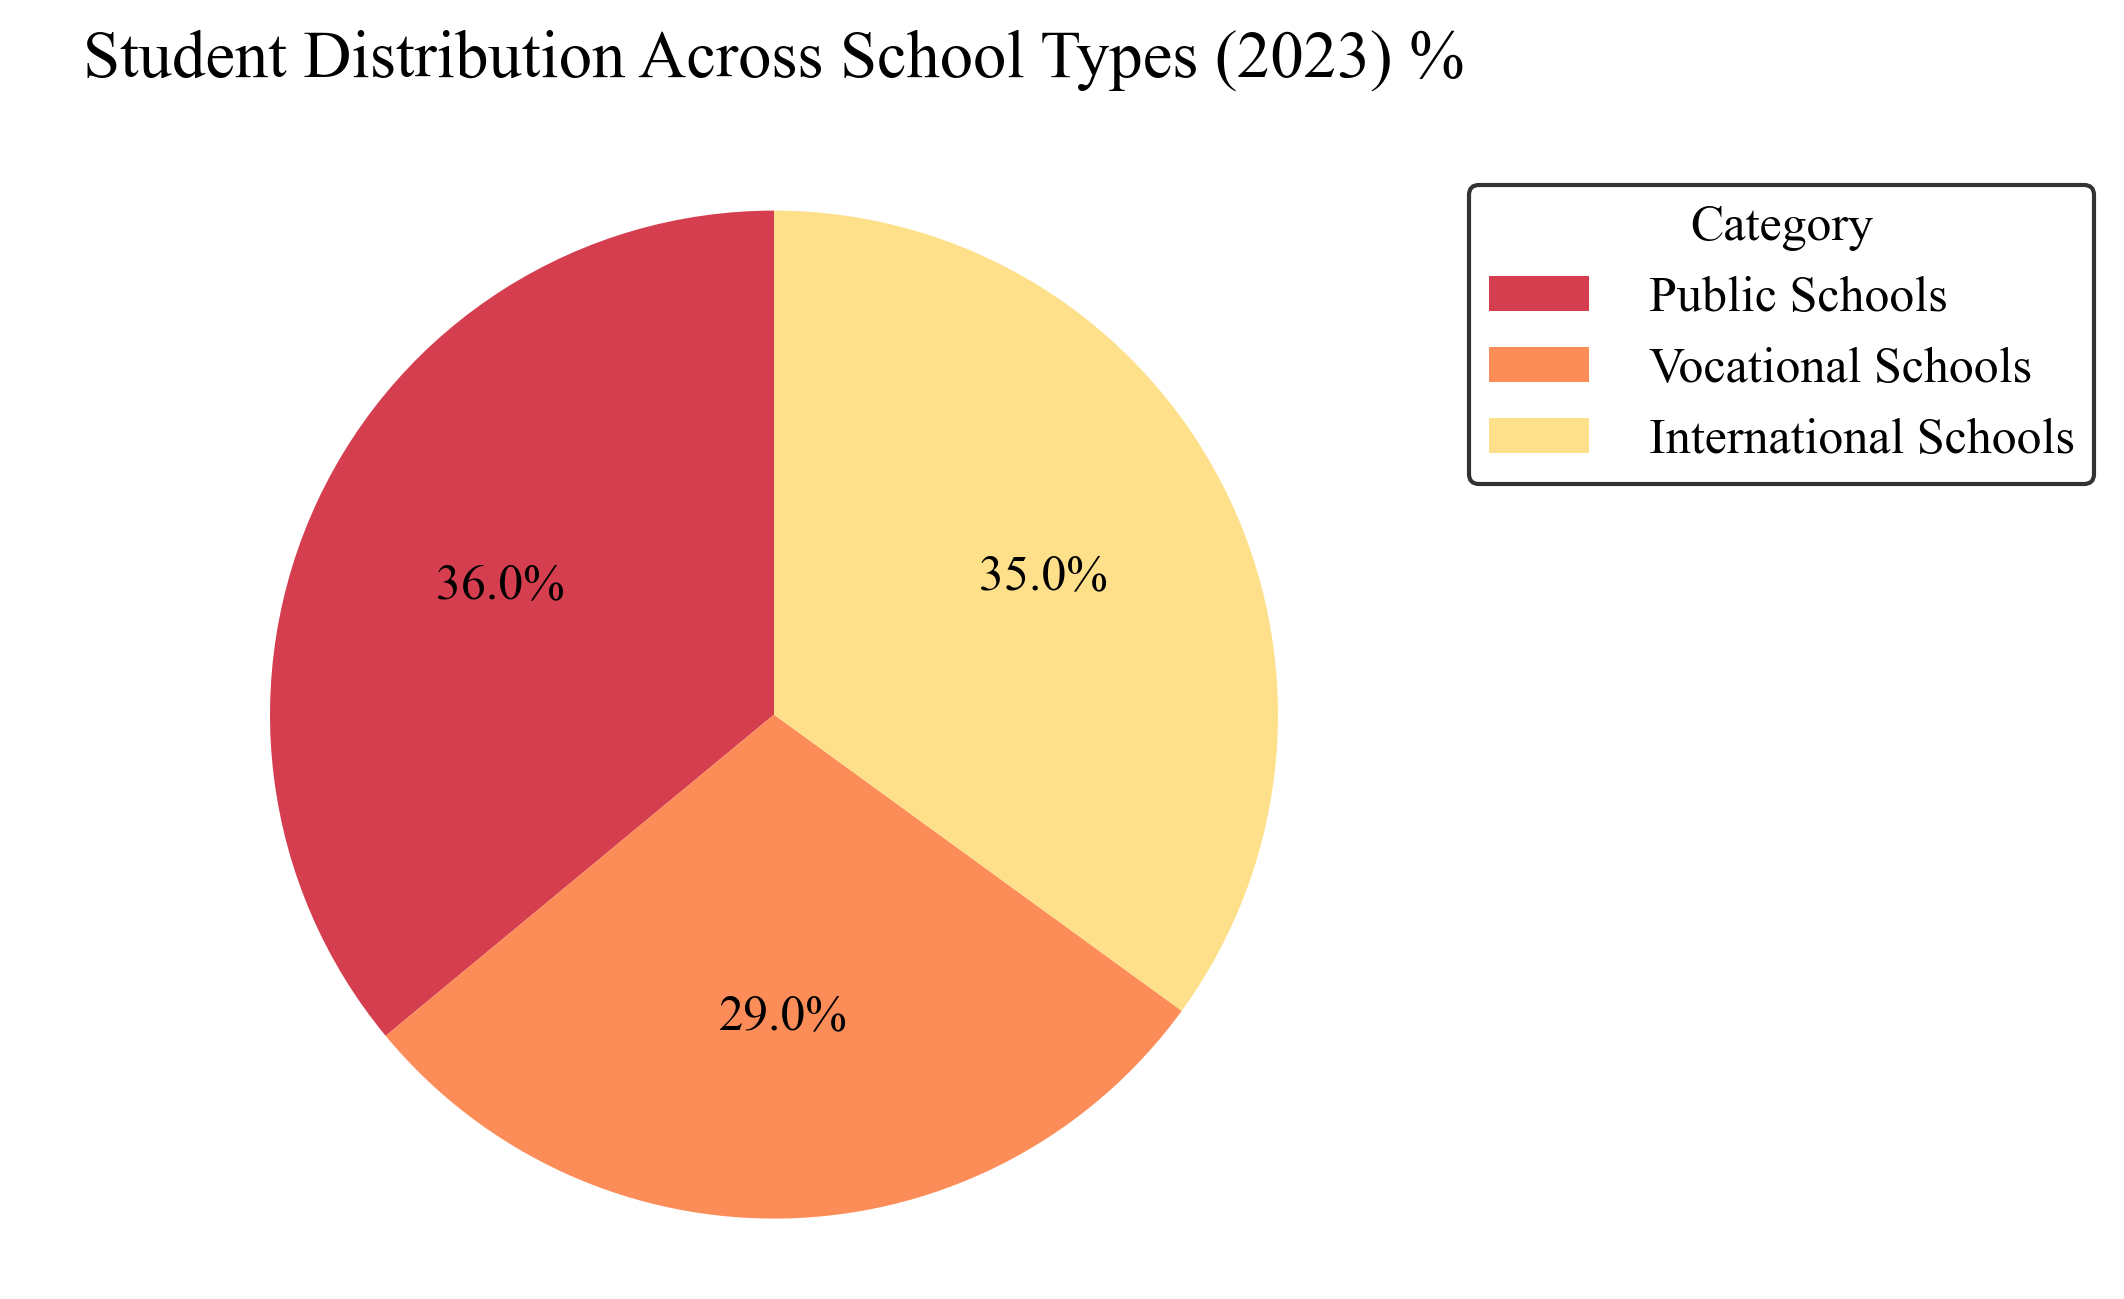 Student Distribution Across School Types (2023) %
Category
Public Schools
Vocational Schools
International Schools
36.0%
35.0%
29.0%